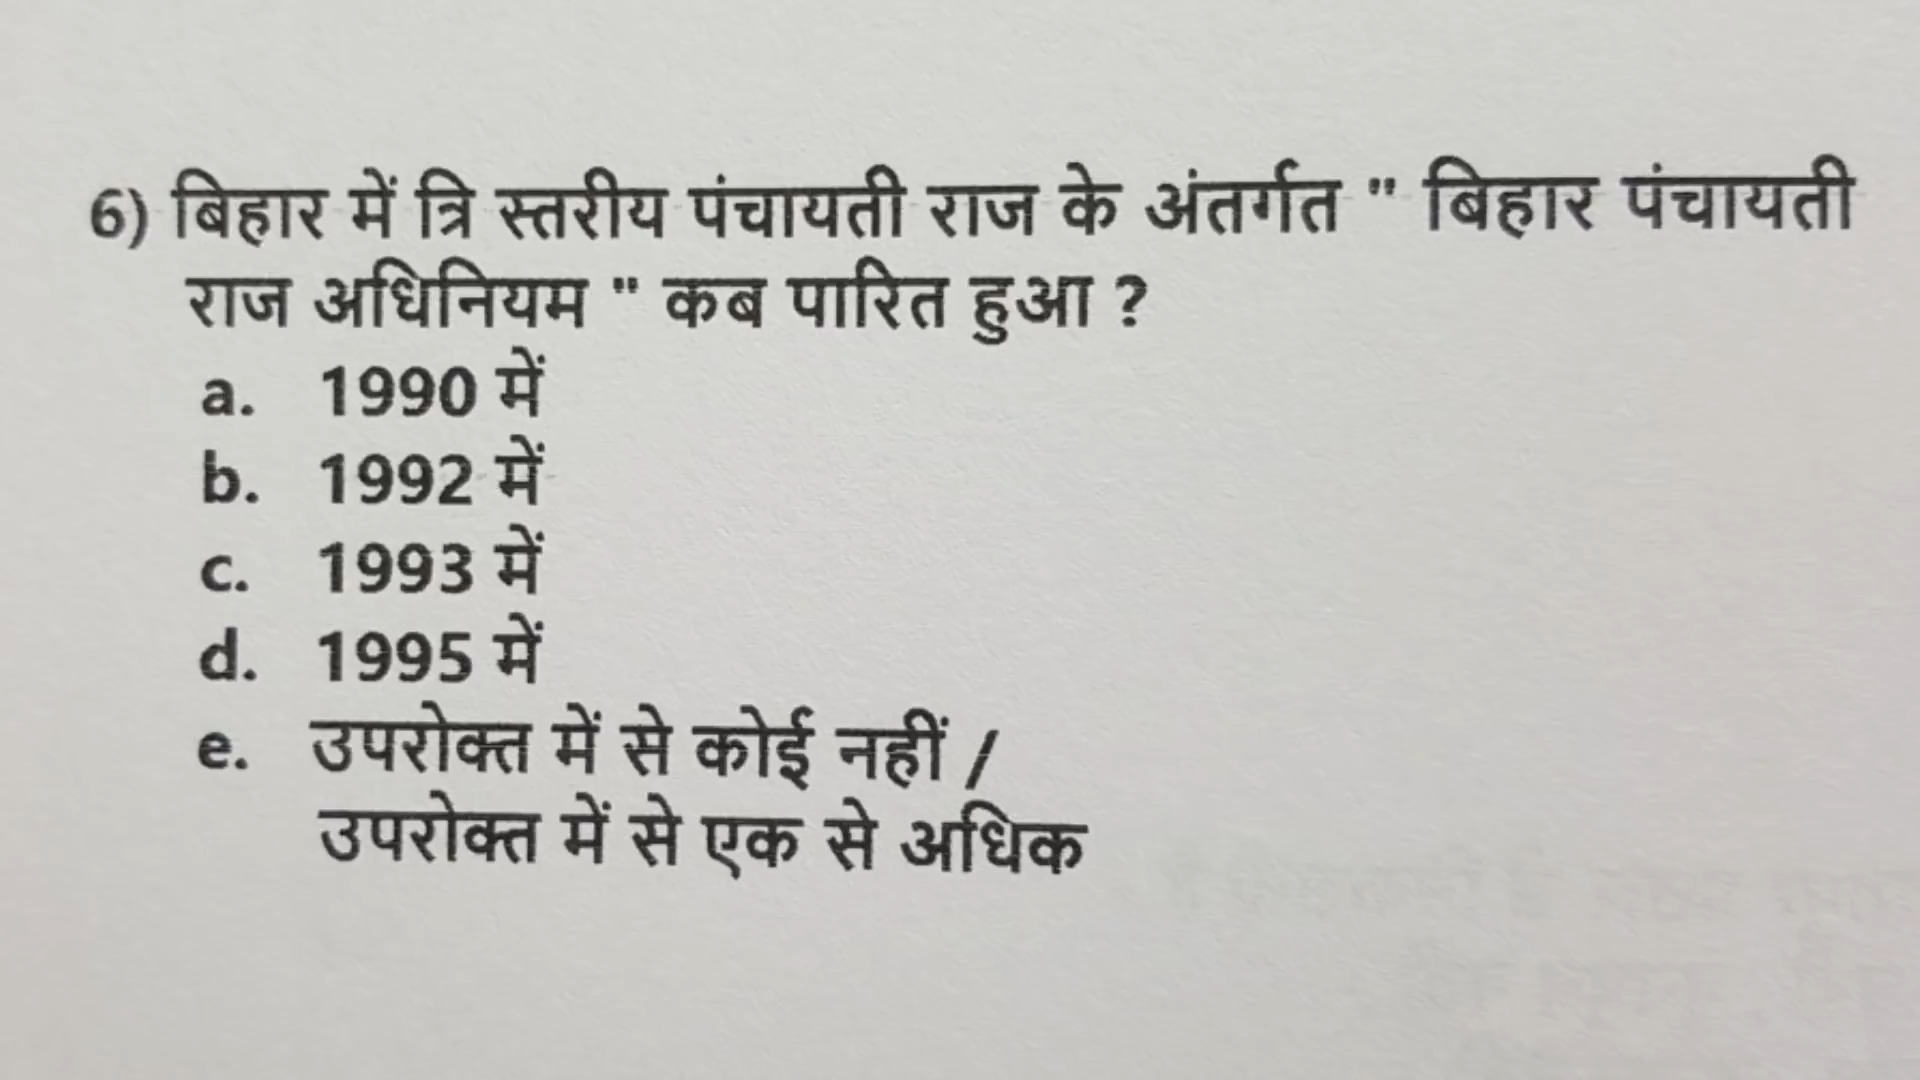 6) बिहार में त्रि स्तरीय पंचायती राज के अंतर्गत " बिहार पंचायती
राज अधिनियम " कब पारित हुआ ?
a. 1990 में
b. 1992 में
c. 1993 में
d. 1995 में
e. उपरोक्त में से कोई नहीं /
उपरोक्त में से एक से अधिक